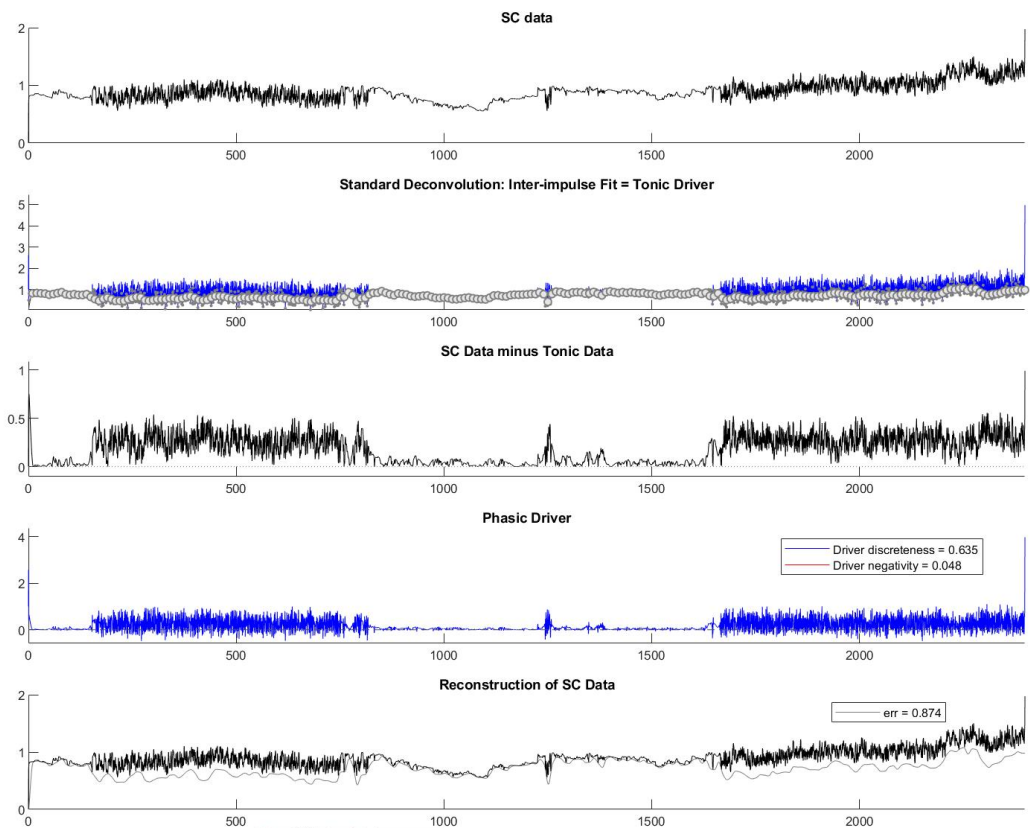 SC data
2
1
0
0 500 1000 1500 2000
Standard Deconvolution: Inter-impulse Fit = Tonic Driver
5
4
3
2
1
0 500 1000 1500 2000
SC Data minus Tonic Data
1
0.5
0
0 500 1000 1500 2000
Phasic Driver
4
Driver discreteness = 0.635
Driver negativity = 0.048
2
0
0 500 1000 1500 2000
Reconstruction of SC Data
2
err = 0.874
1
0
0 500 1000 1500 2000